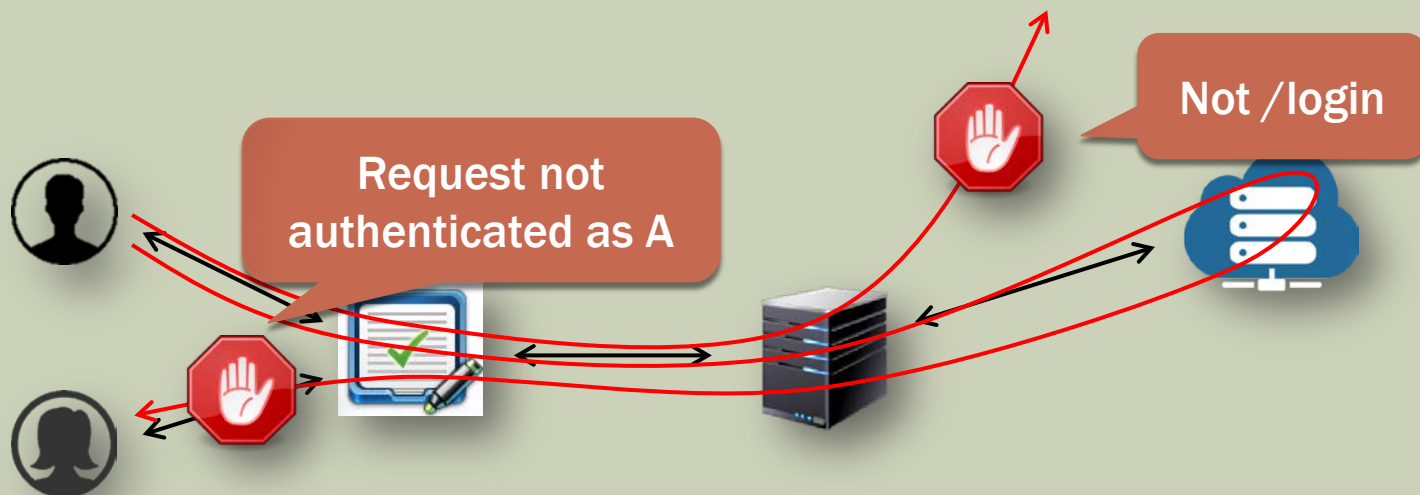 Not /login
Request not
authenticated as A